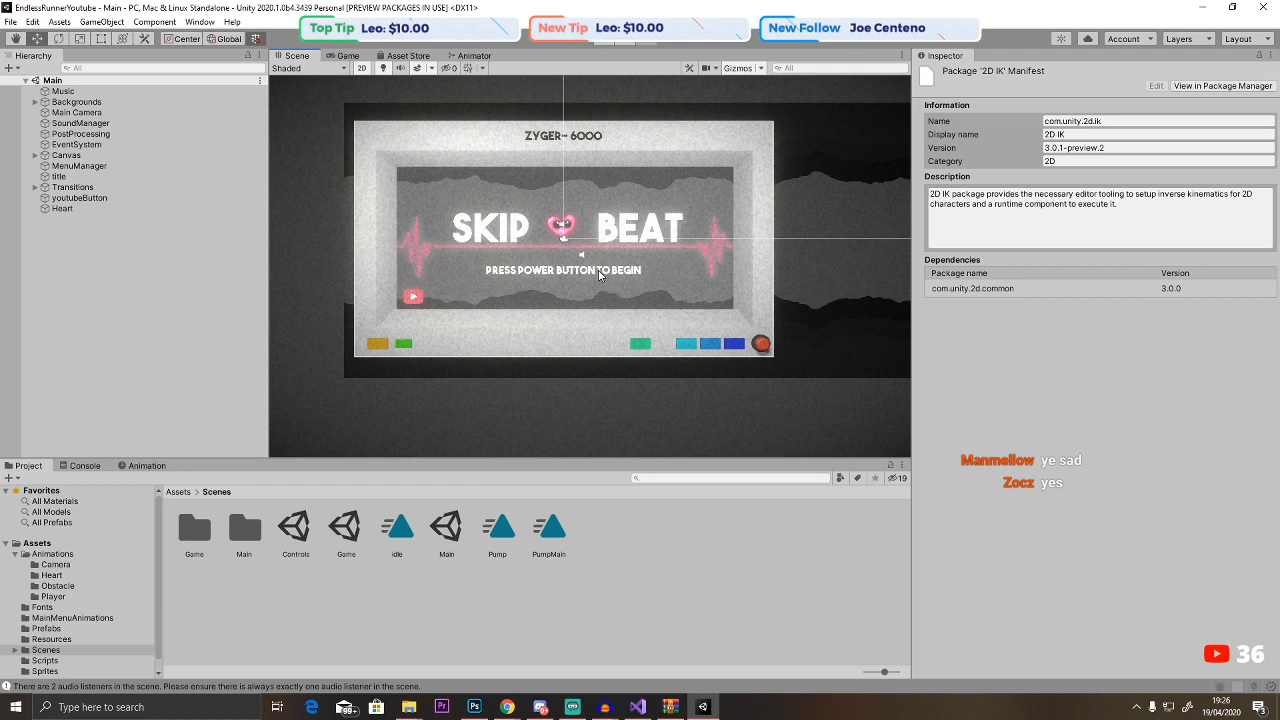 EndlessRunner - Main - PC, Mac & Linux Standalone - Unity 2020.1.0b4.3439 Personal [PREVIEW PACKAGES IN USE] <DX11>
Top Tip Leo: $10.00
New Tip Leo: $10.00
New Follow Joe Centeno
File Edit Assets
Center Global
Account Layers Layout
Hierarchy
Scene Game Asset Store Animator
Inspector
All
Shaded 2D 0 Gizmos All
Main
Music
Backgrounds
Main Camera
SoundManager
PostProcessing
EventSystem
Canvas
MenuManager
title
Transitions
youtubeButton
Heart
ZYGER™ 6000
SKIP BEAT
PRESS POWER BUTTON TO BEGIN
Package '2D IK' Manifest
Edit View in Package Manager
Information
Name com.unity.2d.ik
Display name 2D IK
Version 3.0.1-preview.2
Category 2D
Description
2D IK package provides the necessary editor tooling to setup inverse kinematics for 2D
characters and a runtime component to execute it.
Dependencies
Package name Version
com.unity.2d.common 3.0.0
Manmellow ye sad
Zocz yes
36
Project Console Animation
19
Favorites
All Materials
All Models
All Prefabs
Assets
Animations
Camera
Heart
Obstacle
Player
Fonts
MainMenuAnimations
Prefabs
Resources
Scenes
Scripts
Sprites
Assets > Scenes
Game Main Controls Game idle Main Pump PumpMain
There are 2 audio listeners in the scene. Please ensure there is always exactly one audio listener in the scene.
Type here to search
99+
Pr
Ps
19:26
19/04/2020